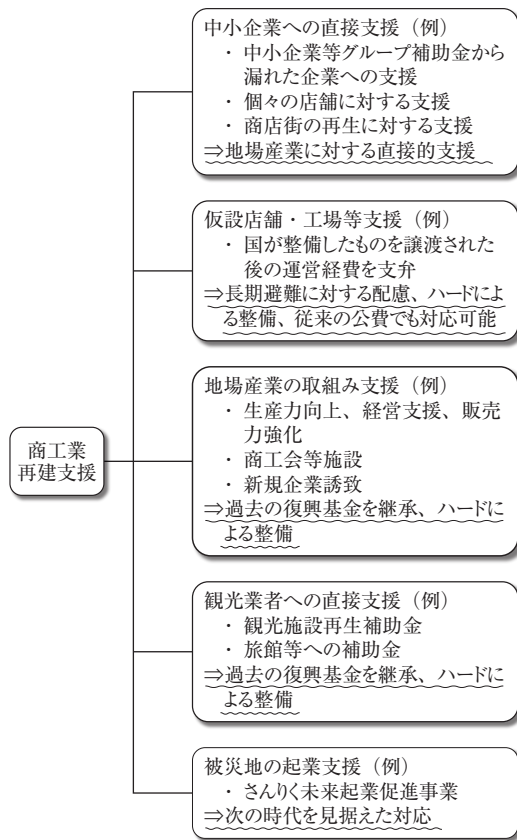 中小企業への直接支援（例）
・ 中小企業等グループ補助金から
漏れた企業への支援
・ 個々の店舗に対する支援
・ 商店街の再生に対する支援
⇒地場産業に対する直接的支援
仮設店舗・工場等支援（例）
・ 国が整備したものを譲渡された
後の運営経費を支弁
⇒長期避難に対する配慮、ハードによ
る整備、従来の公費でも対応可能
商工業
再建支援
地場産業の取組み支援（例）
・ 生産力向上、経営支援、販売
力強化
・ 商工会等施設
・ 新規企業誘致
⇒過去の復興基金を継承、ハードに
よる整備
観光業者への直接支援（例）
・ 観光施設再生補助金
・ 旅館等への補助金
⇒過去の復興基金を継承、ハードに
よる整備
被災地の起業支援（例）
・ さんりく未来起業促進事業
⇒次の時代を見据えた対応